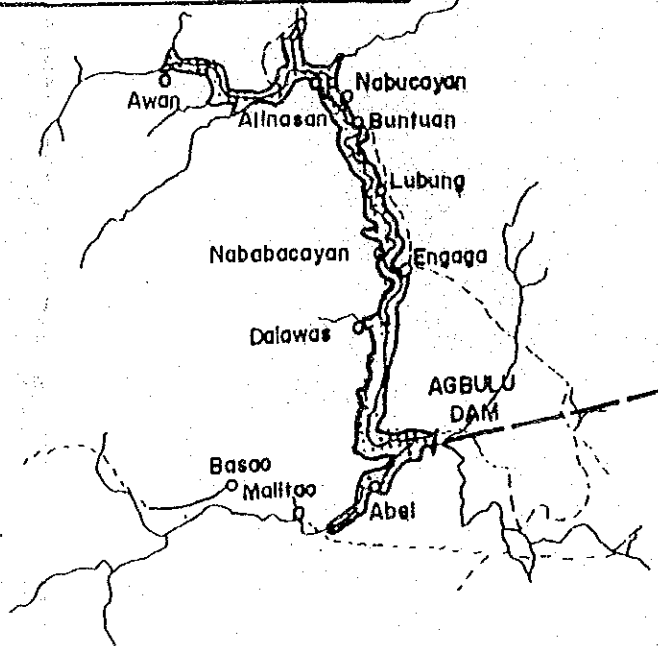 Nabucayan
Awan
Alinasan
Buntuan
Lubung
Nababacayan
Engaga
Dalawas
AGBULU
DAM
Basao
Malitao
Abel